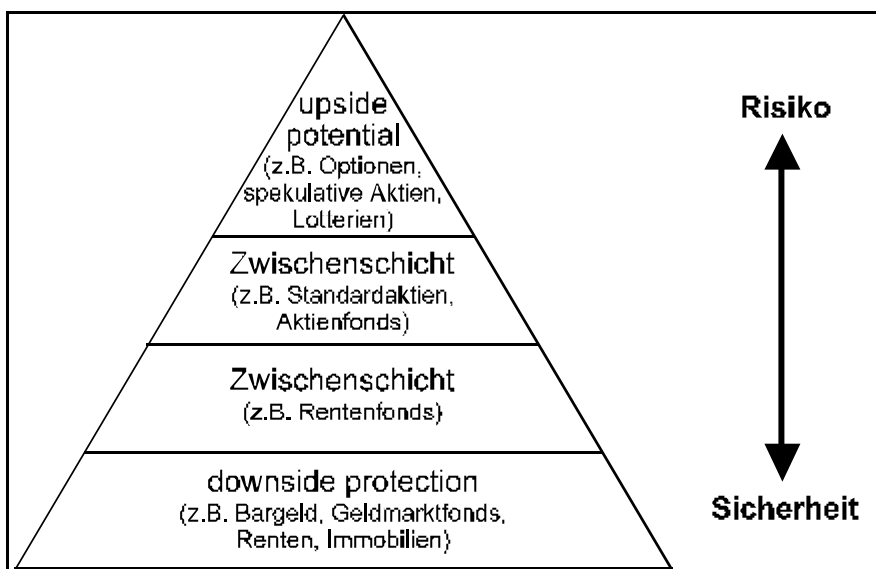 upside
potential
(z.B. Optionen,
spekulative Aktien,
Lotterien)
Zwischenschicht
(z.B. Standardaktien,
Aktienfonds)
Zwischenschicht
(z.B. Rentenfonds)
downside protection
(z.B. Bargeld, Geldmarktfonds,
Renten, Immobilien)
Risiko
Sicherheit